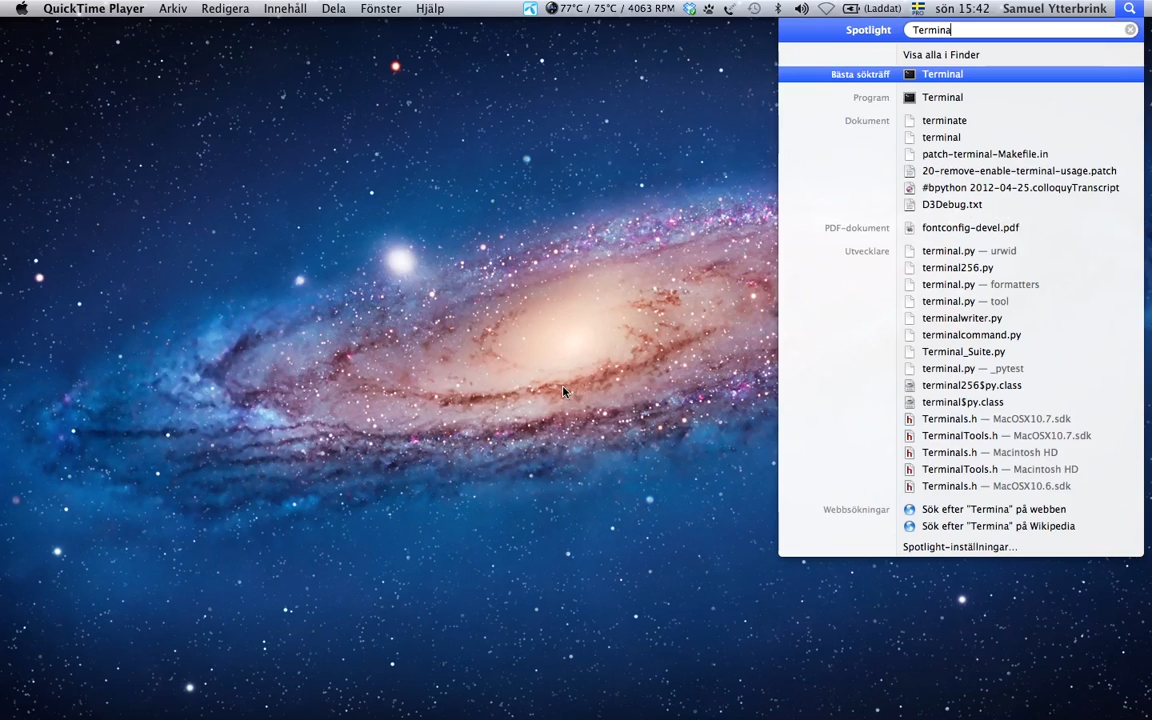 QuickTime Player Arkiv Redigera Innehåll Dela Fönster Hjälp 77°C / 75°C / 4063 RPM (Laddat) PRO sön 15:42 Samuel Ytterbrink
Spotlight Termina
Visa alla i Finder
Bästa sökträff Terminal
Program Terminal
Dokument terminate
terminal
patch-terminal-Makefile.in
20-remove-enable-terminal-usage.patch
#bpython 2012-04-25.colloquyTranscript
D3Debug.txt
PDF-dokument fontconfig-devel.pdf
Utvecklare terminal.py — urwid
terminal256.py
terminal.py — formatters
terminal.py — tool
terminalwriter.py
terminalcommand.py
Terminal_Suite.py
terminal.py — _pytest
terminal256$py.class
terminal$py.class
Terminals.h — MacOSX10.7.sdk
TerminalTools.h — MacOSX10.7.sdk
Terminals.h — Macintosh HD
TerminalTools.h — Macintosh HD
Terminals.h — MacOSX10.6.sdk
Webbsökningar Sök efter "Termina" på webben
Sök efter "Termina" på Wikipedia
Spotlight-inställningar...